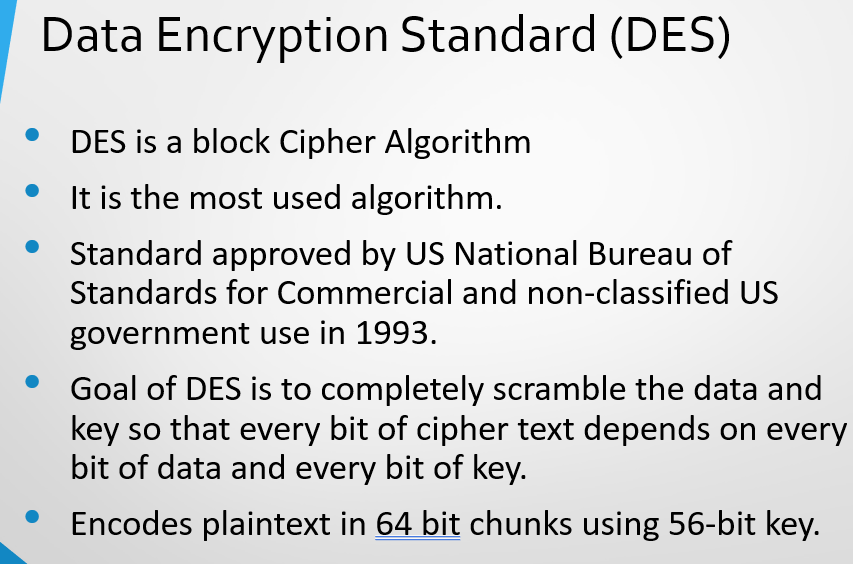 Data Encryption Standard (DES)
• DES is a block Cipher Algorithm
• It is the most used algorithm.
• Standard approved by US National Bureau of
Standards for Commercial and non-classified US
government use in 1993.
• Goal of DES is to completely scramble the data and
key so that every bit of cipher text depends on every
bit of data and every bit of key.
• Encodes plaintext in 64 bit chunks using 56-bit key.